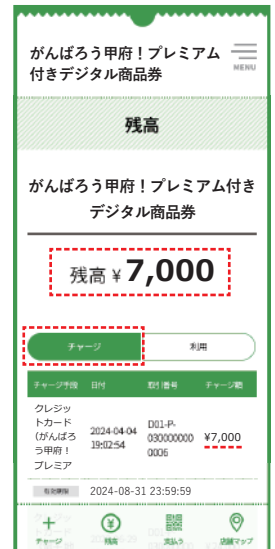 がんばろう甲府！プレミアム
付きデジタル商品券
MENU
残高
がんばろう甲府！プレミアム付き
デジタル商品券
残高 ¥ 7,000
チャージ 利用
チャージ手段 日付 取引番号 チャージ額
クレジッ
トカード
(がんばろ
う甲府！
プレミア
2024-04-04
19:02:54
D01-P-
030000000
0006
¥7,000
有効期限 2024-08-31 23:59:59
チャージ 残高 支払う 店舗マップ